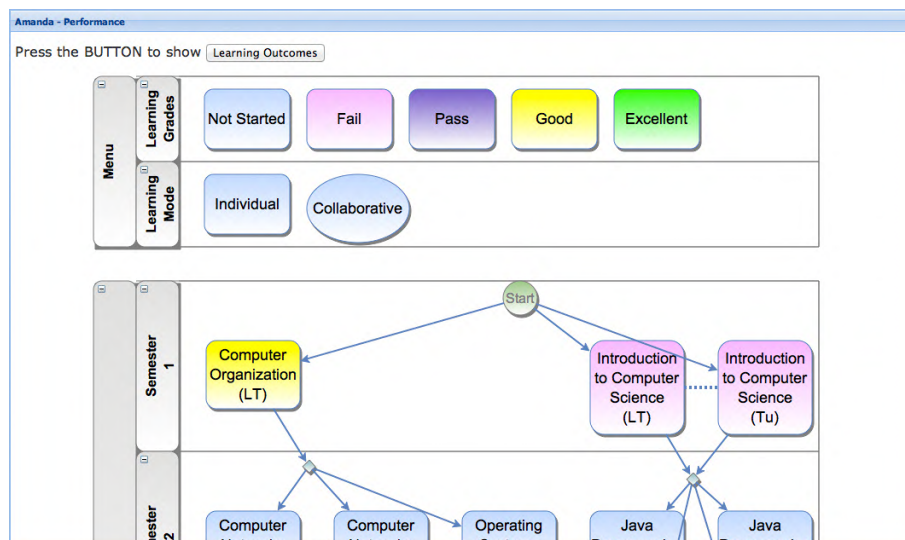 Amanda - Performance
Press the BUTTON to show Learning Outcomes
Menu
Learning
Grades
Not Started
Fail
Pass
Good
Excellent
Learning
Mode
Individual
Collaborative
Start
Semester
1
Computer
Organization
(LT)
Introduction
to Computer
Science
(LT)
Introduction
to Computer
Science
(Tu)
2
Computer
Computer
Operating
Java
Java